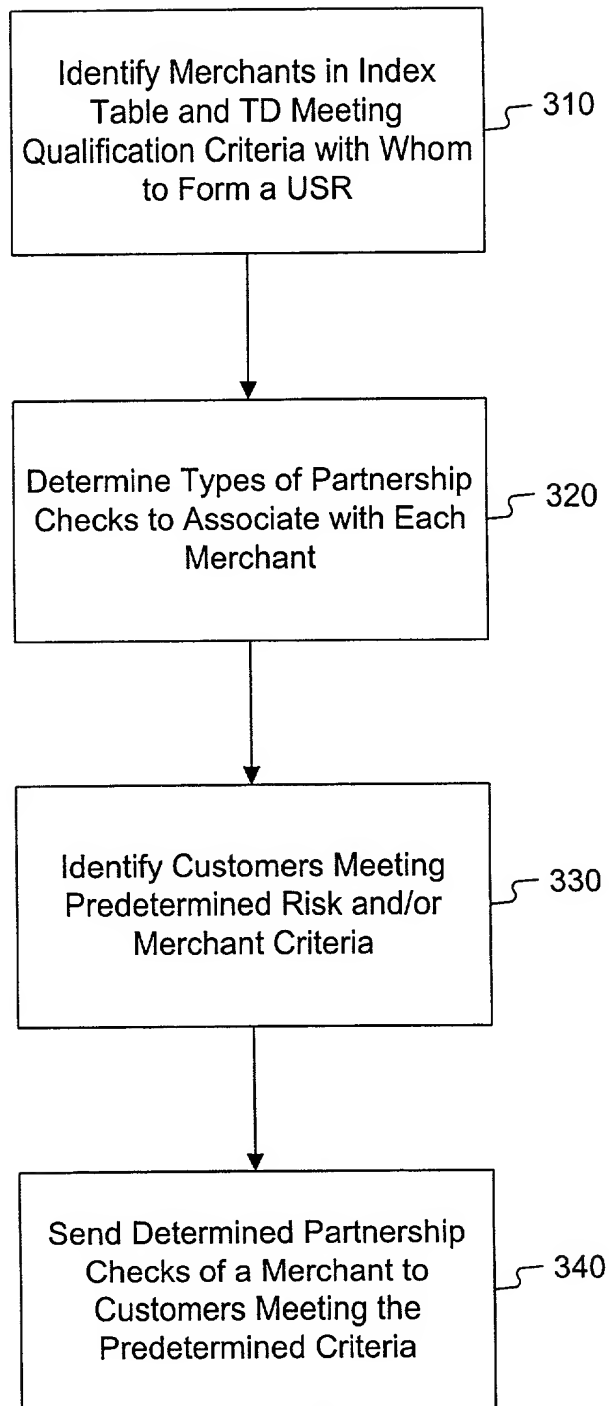 Identify Merchants in Index
Table and TD Meeting
Qualification Criteria with Whom
to Form a USR
310
Determine Types of Partnership
Checks to Associate with Each
Merchant
320
Identify Customers Meeting
Predetermined Risk and/or
Merchant Criteria
330
Send Determined Partnership
Checks of a Merchant to
Customers Meeting the
Predetermined Criteria
340